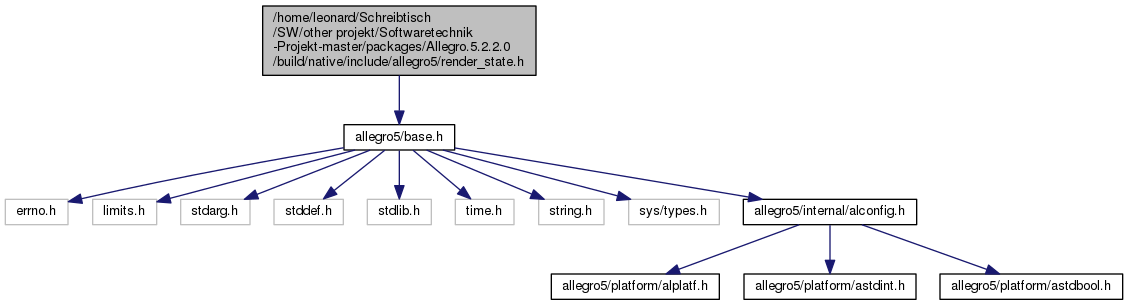 /home/leonard/Schreibtisch
/SW/other projekt/Softwaretechnik
-Projekt-master/packages/Allegro.5.2.2.0
/build/native/include/allegro5/render_state.h
allegro5/base.h
errno.h
limits.h
stdarg.h
stddef.h
stdlib.h
time.h
string.h
sys/types.h
allegro5/internal/alconfig.h
allegro5/platform/alplatf.h
allegro5/platform/astdint.h
allegro5/platform/astdbool.h